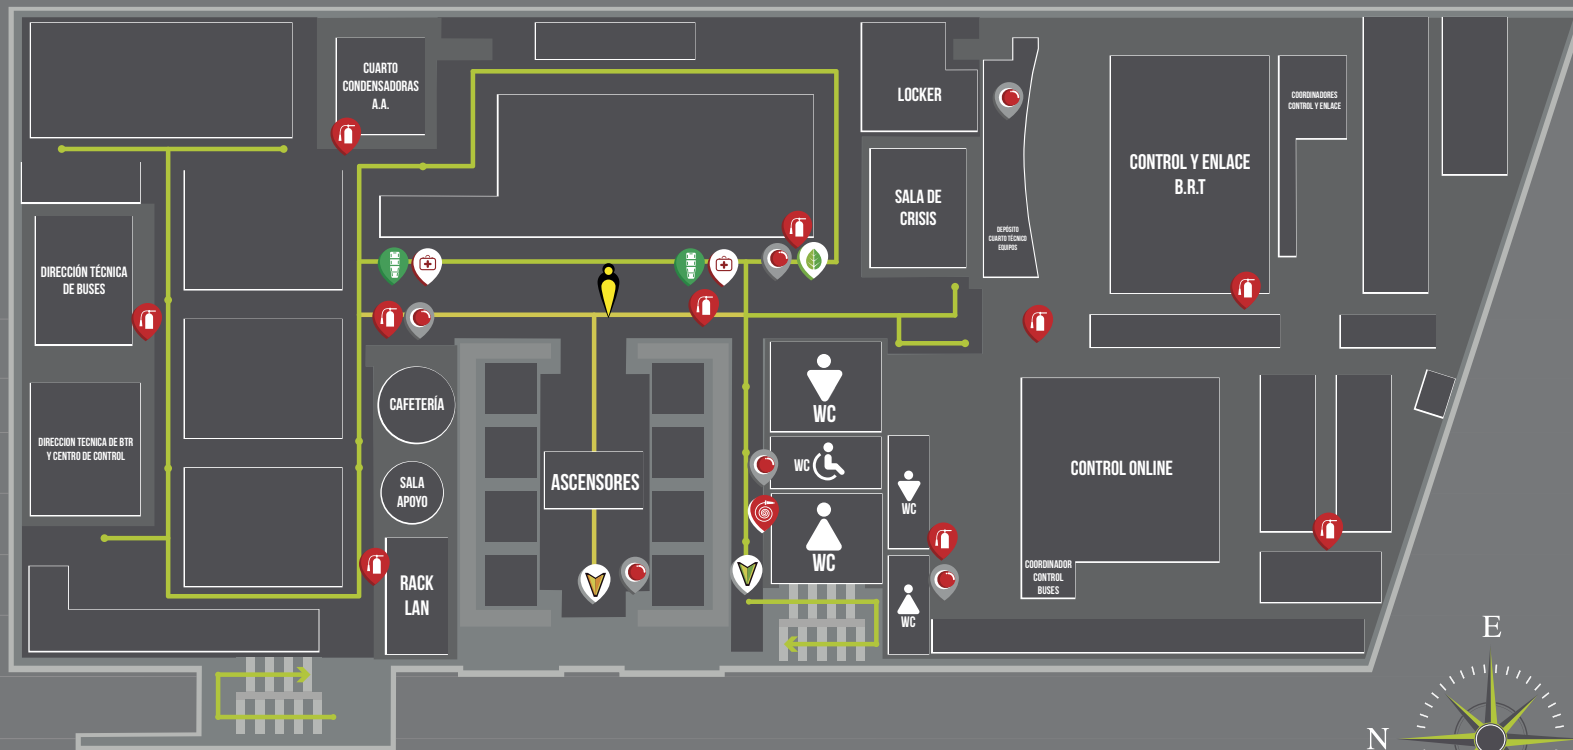 CUARTO
CONDENSADORAS
A.A.
LOCKER
COORDINADORES
CONTROL Y ENLACE
CONTROL Y ENLACE
B.R.T
SALA DE
CRISIS
DEPÓSITO
CUARTO TÉCNICO
EQUIPOS
DIRECCIÓN TÉCNICA
DE BUSES
CAFETERÍA
WC
DIRECCION TECNICA DE BTR
Y CENTRO DE CONTROL
WC
CONTROL ONLINE
SALA
APOYO
ASCENSORES
WC
WC
RACK
LAN
COORDINADOR
CONTROL
BUSES
WC
E
N